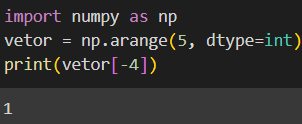 import numpy as np
vetor = np.arange(5, dtype=int)
print(vetor[-4])
1